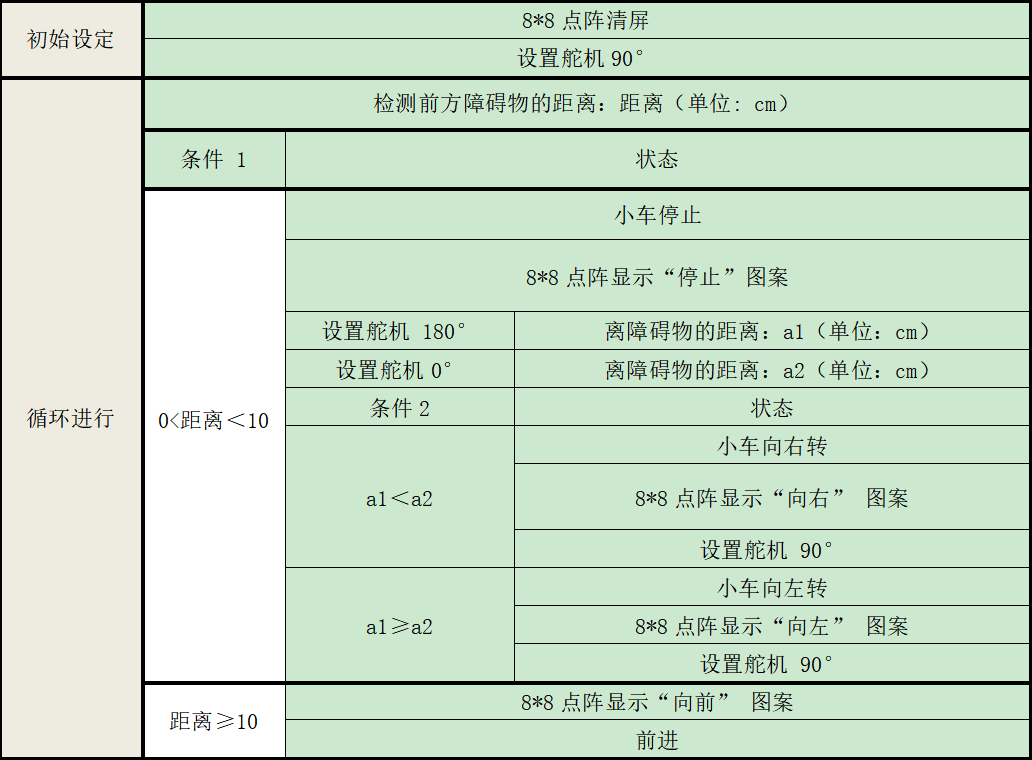 初始设定
8*8 点阵清屏
设置舵机 90°
循环进行
检测前方障碍物的距离：距离（单位：cm）
条件 1
状态
0<距离＜10
小车停止
8*8 点阵显示“停止”图案
设置舵机 180°
离障碍物的距离：a1（单位：cm）
设置舵机 0°
离障碍物的距离：a2（单位：cm）
条件 2
状态
a1＜a2
小车向右转
8*8 点阵显示“向右” 图案
设置舵机 90°
a1≥a2
小车向左转
8*8 点阵显示“向左” 图案
设置舵机 90°
距离≥10
8*8 点阵显示“向前” 图案
前进